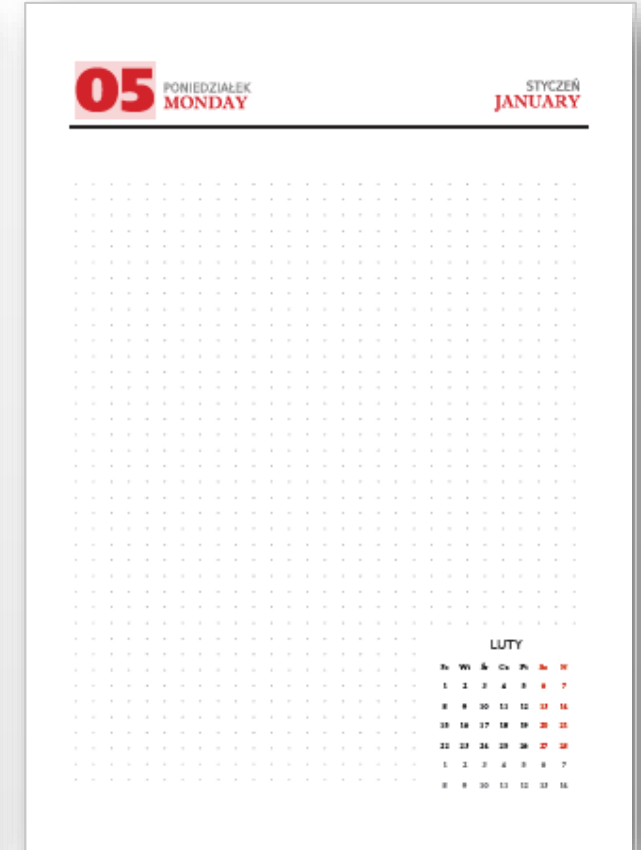 05
PONIEDZIAŁEK
MONDAY
STYCZEŃ
JANUARY
LUTY
Wt Śr Cz Pt So N
1 2 3 4 5 6 7
8 9 10 11 12 13 14
15 16 17 18 19 20 21
22 23 24 25 26 27 28
1 2 3 4 5 6 7
8 9 10 11 12 13 14